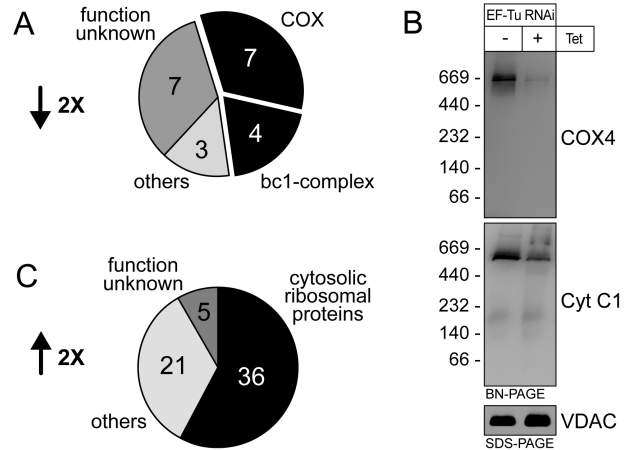 A
function
unknown
COX
7
7
2X
3
4
others
bc1-complex
B
EF-Tu RNAi
- + Tet
669 -
440 -
232 -
140 -
66 -
COX4
669 -
440 -
232 -
140 -
66 -
Cyt C1
BN-PAGE
VDAC
SDS-PAGE
C
function
unknown
cytosolic
ribosomal
proteins
5
2X
21
36
others